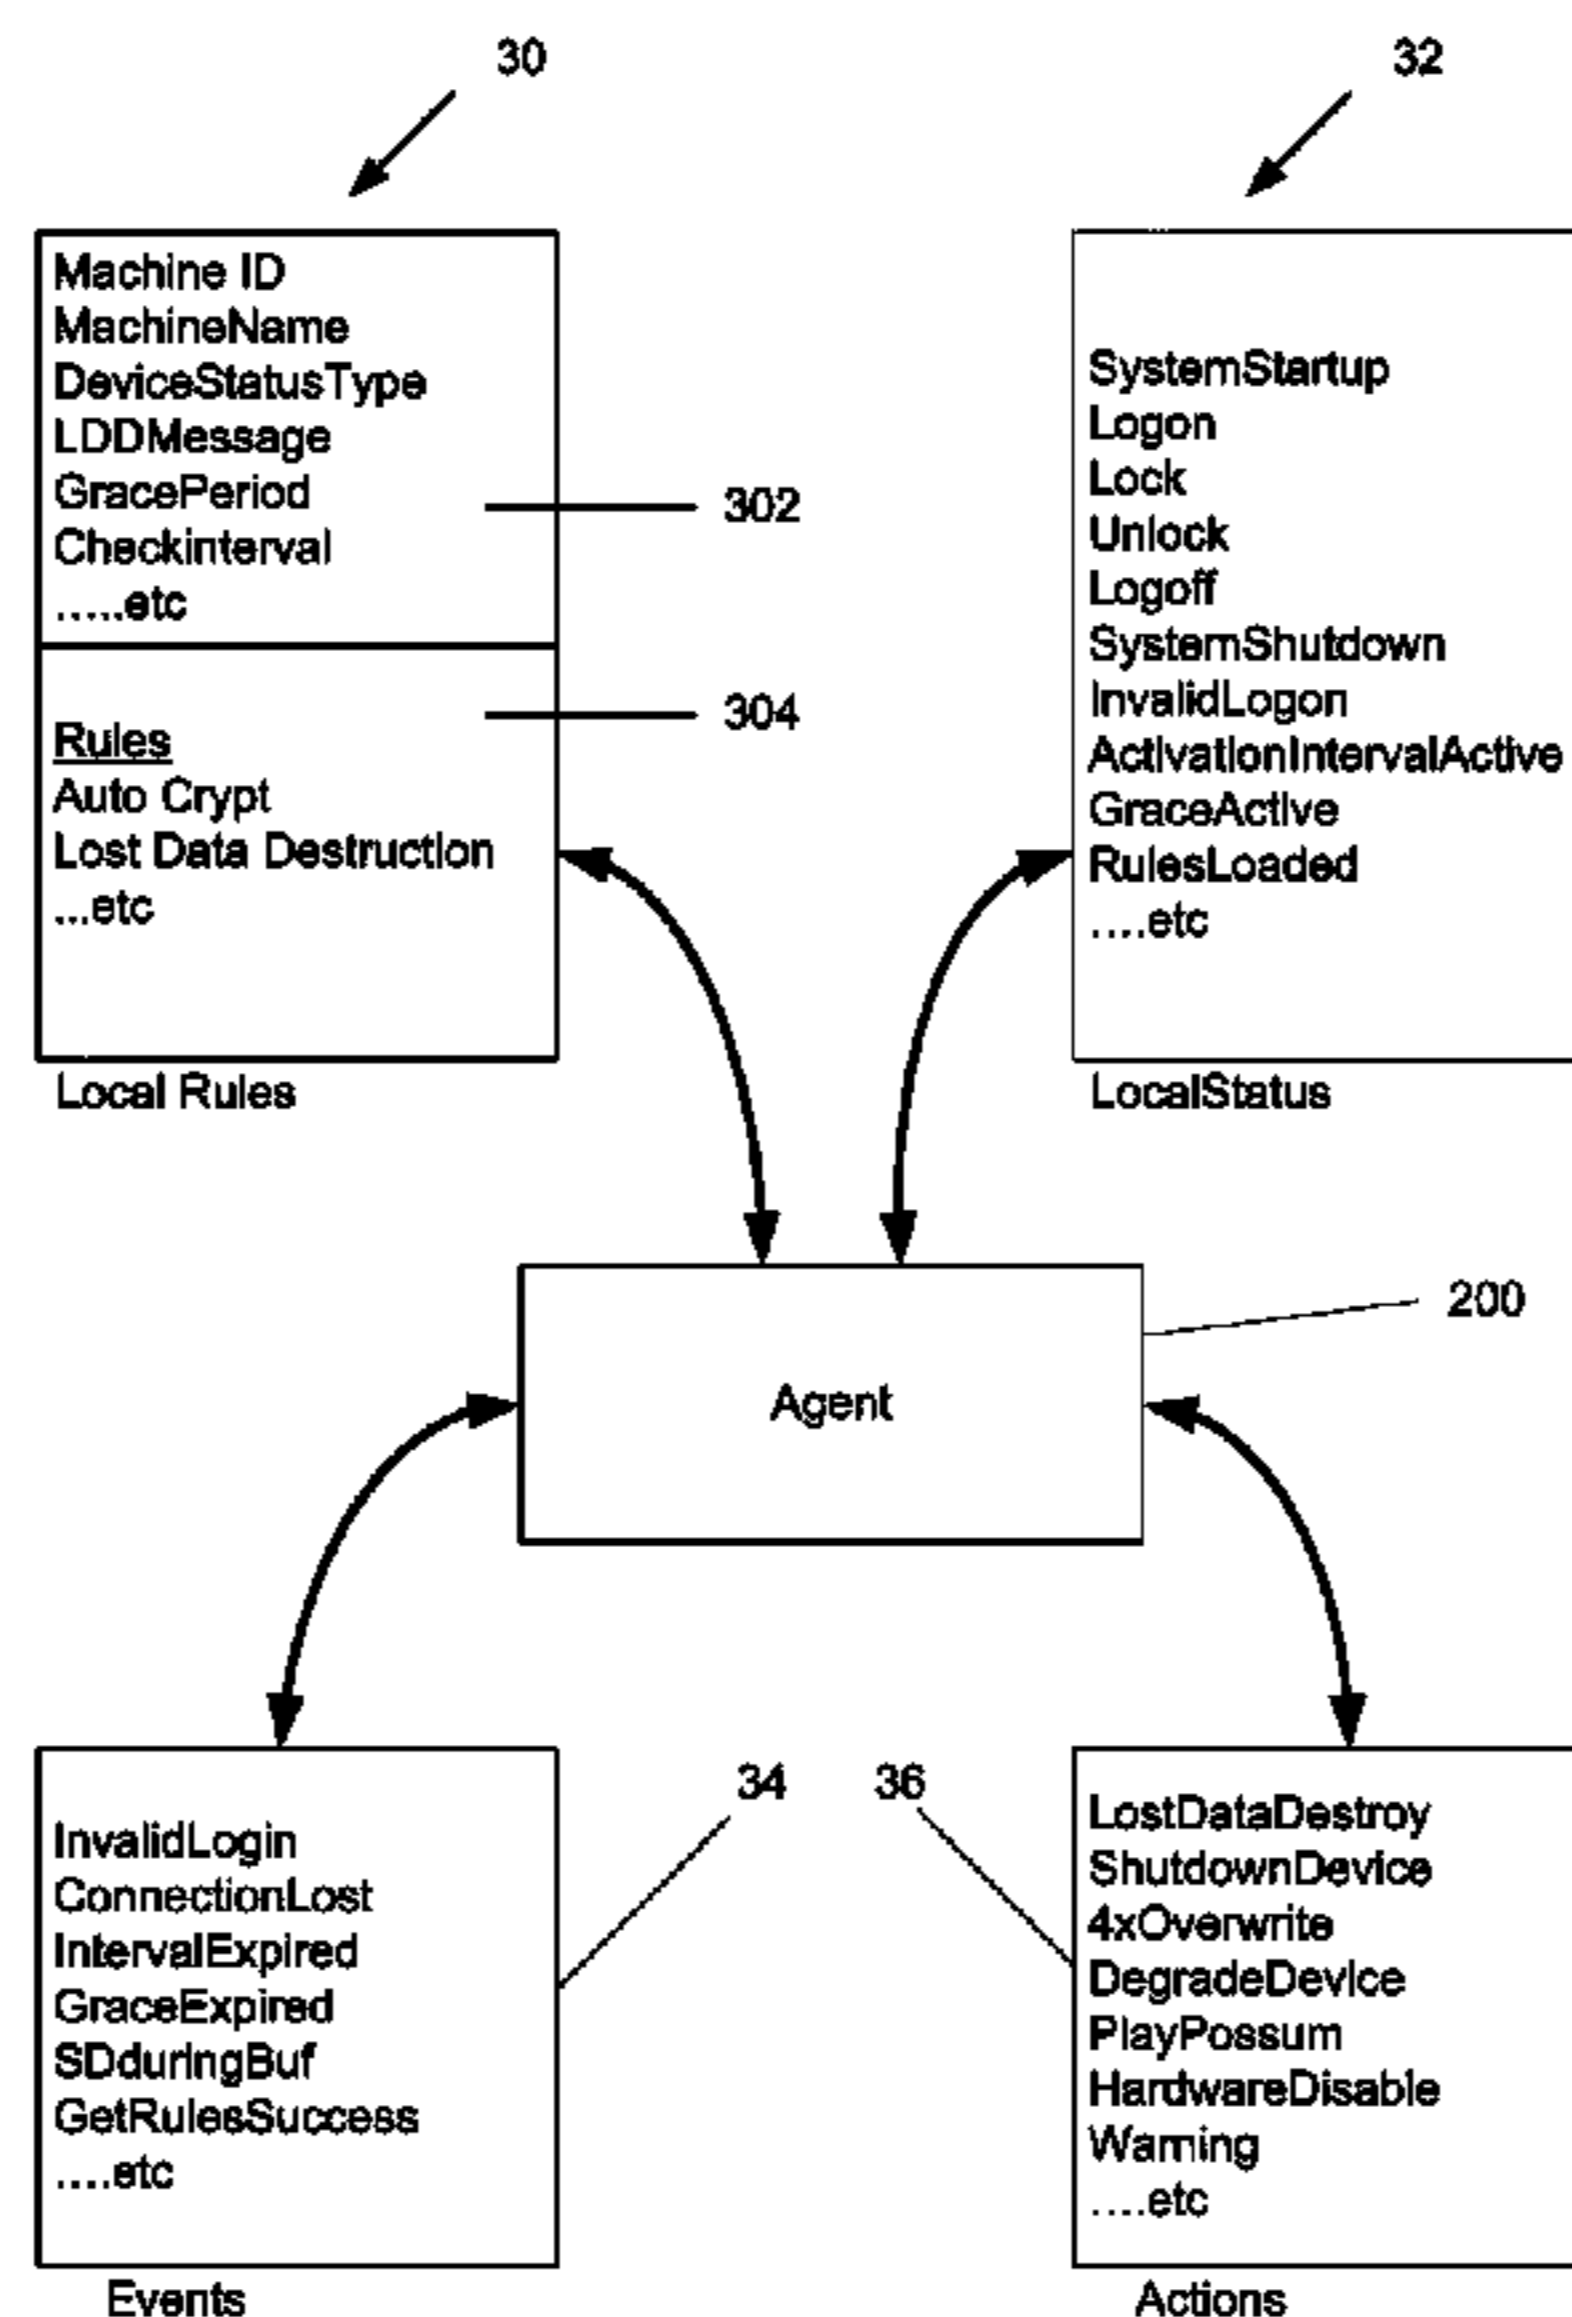 30
32
Machine ID
MachineName
DeviceStatusType
LDDMessage
GracePeriod
Checkinterval
.....etc
302
304
Rules
Auto Crypt
Lost Data Destruction
...etc
Local Rules
SystemStartup
Logon
Lock
Unlock
Logoff
SystemShutdown
InvalidLogon
ActivationIntervalActive
GraceActive
RulesLoaded
....etc
LocalStatus
Agent
200
34
36
InvalidLogin
ConnectionLost
IntervalExpired
GraceExpired
SDduringBuf
GetRulesSuccess
.....etc
Events
LostDataDestroy
ShutdownDevice
4xOverwrite
DegradeDevice
PlayPossum
HardwareDisable
Warning
....etc
Actions